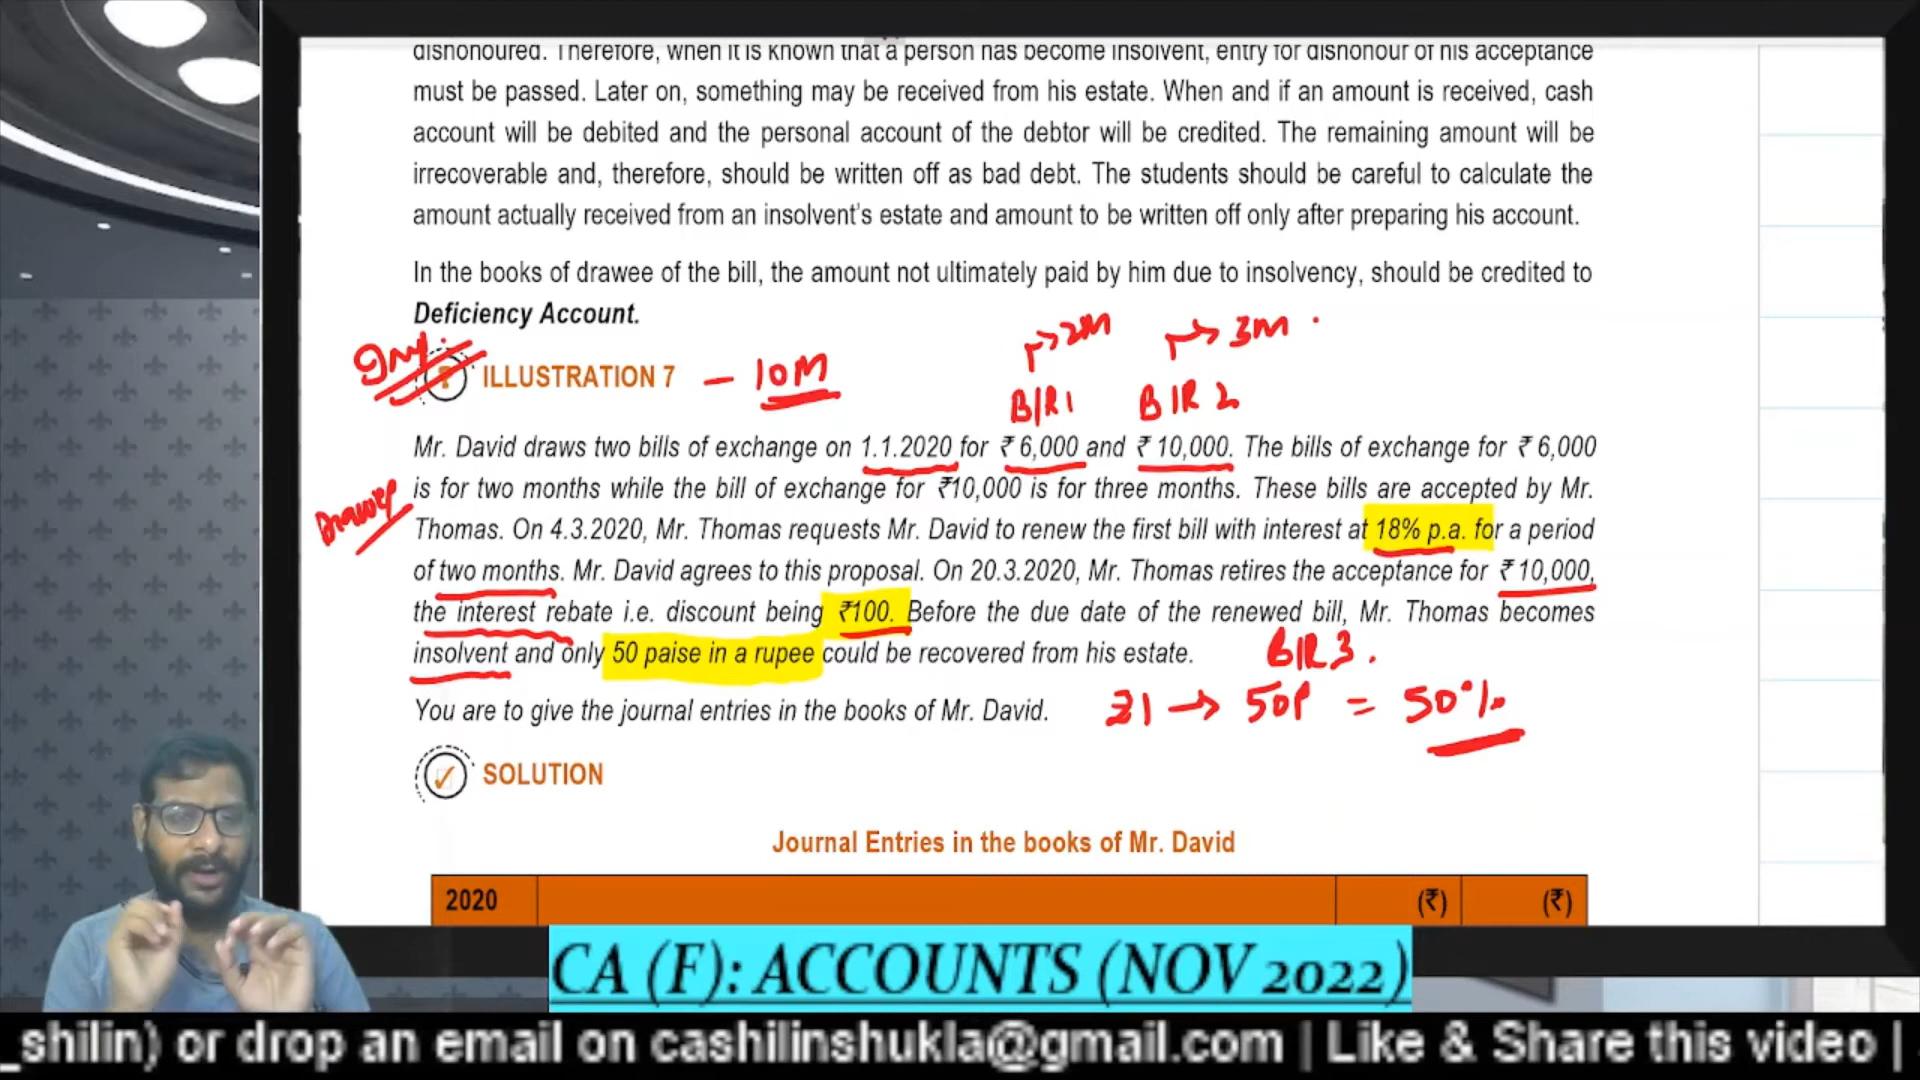 dishonoured. Therefore, when it is known that a person has become insolvent, entry for dishonour of his acceptance
must be passed. Later on, something may be received from his estate. When and if an amount is received, cash
account will be debited and the personal account of the debtor will be credited. The remaining amount will be
irrecoverable and, therefore, should be written off as bad debt. The students should be careful to calculate the
amount actually received from an insolvent's estate and amount to be written off only after preparing his account.
In the books of drawee of the bill, the amount not ultimately paid by him due to insolvency, should be credited to
Deficiency Account.
→2M →3M
Imp.
? ILLUSTRATION 7 – 10M
B/R1 B/R 2
Mr. David draws two bills of exchange on 1.1.2020 for ₹ 6,000 and ₹ 10,000. The bills of exchange for ₹ 6,000
is for two months while the bill of exchange for ₹10,000 is for three months. These bills are accepted by Mr.
Drawee
Thomas. On 4.3.2020, Mr. Thomas requests Mr. David to renew the first bill with interest at 18% p.a. for a period
of two months. Mr. David agrees to this proposal. On 20.3.2020, Mr. Thomas retires the acceptance for ₹ 10,000,
the interest rebate i.e. discount being ₹100. Before the due date of the renewed bill, Mr. Thomas becomes
insolvent and only 50 paise in a rupee could be recovered from his estate.
B/R 3.
You are to give the journal entries in the books of Mr. David.
₹1 → 50P = 50%
SOLUTION
Journal Entries in the books of Mr. David
2020 (₹) (₹)
CA (F): ACCOUNTS (NOV 2022)
_shilin) or drop an email on cashilinshukla@gmail.com | Like & Share this video |